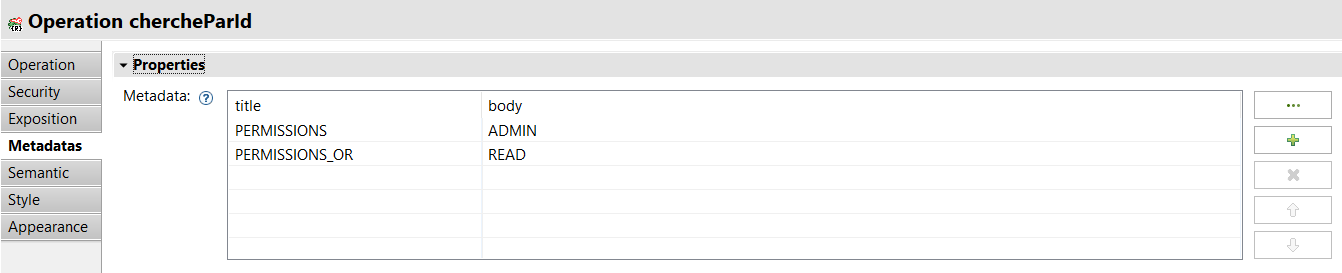 Operation chercheParId
Operation
Security
Exposition
Metadatas
Semantic
Style
Appearance
Properties
Metadata: ?
title body
PERMISSIONS ADMIN
PERMISSIONS_OR READ